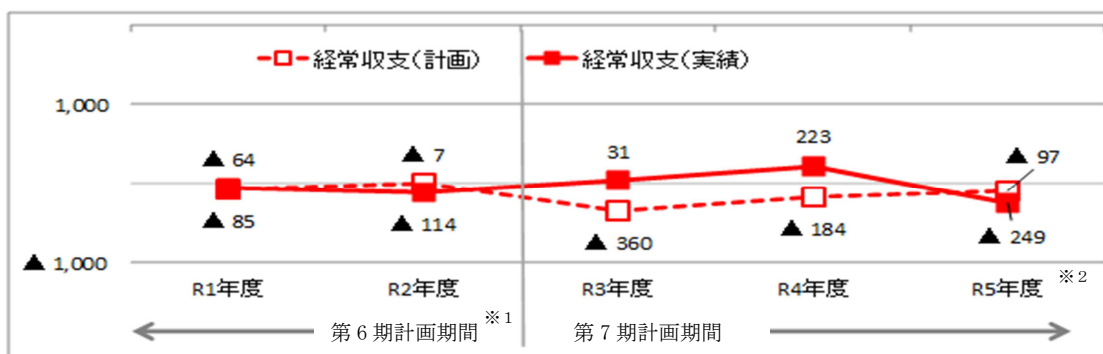 経常収支(計画) 経常収支(実績)
1,000
▲ 64 ▲ 7 31 223 ▲ 97
▲ 85 ▲ 114 ▲ 360 ▲ 184 ▲ 249
▲ 1,000
R1年度 R2年度 R3年度 R4年度 R5年度 ※2
第6期計画期間 ※1 第7期計画期間